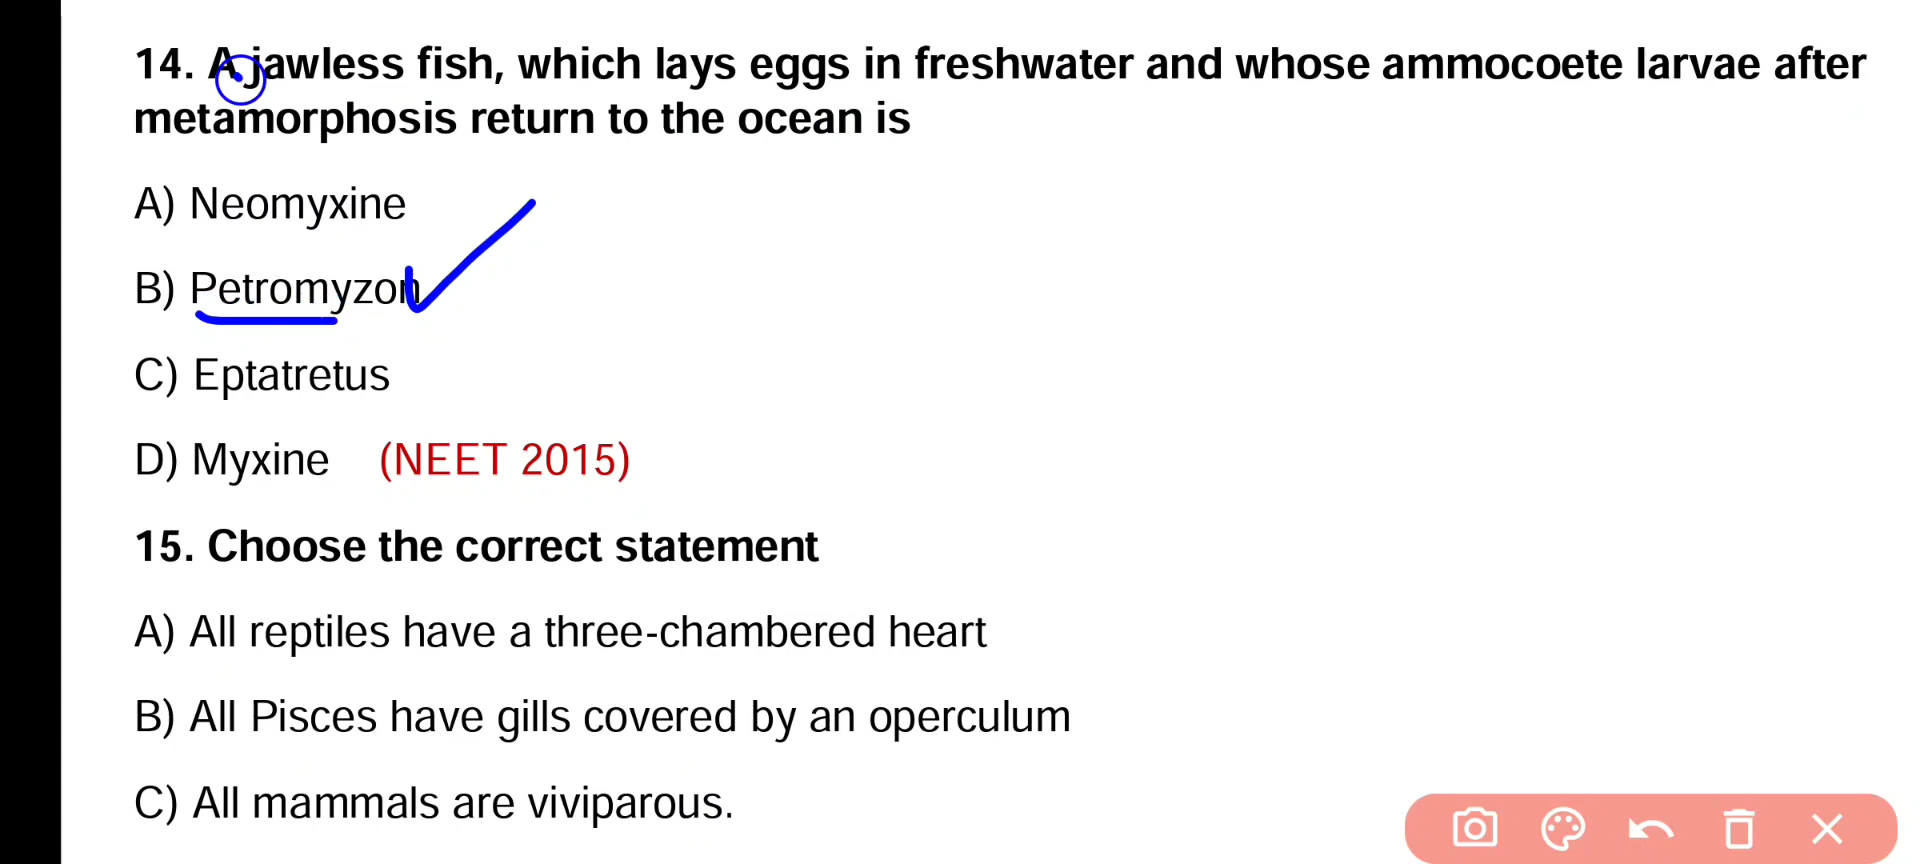 14. A jawless fish, which lays eggs in freshwater and whose ammocoete larvae after
metamorphosis return to the ocean is
A) Neomyxine
B) Petromyzon
C) Eptatretus
D) Myxine (NEET 2015)
15. Choose the correct statement
A) All reptiles have a three-chambered heart
B) All Pisces have gills covered by an operculum
C) All mammals are viviparous.